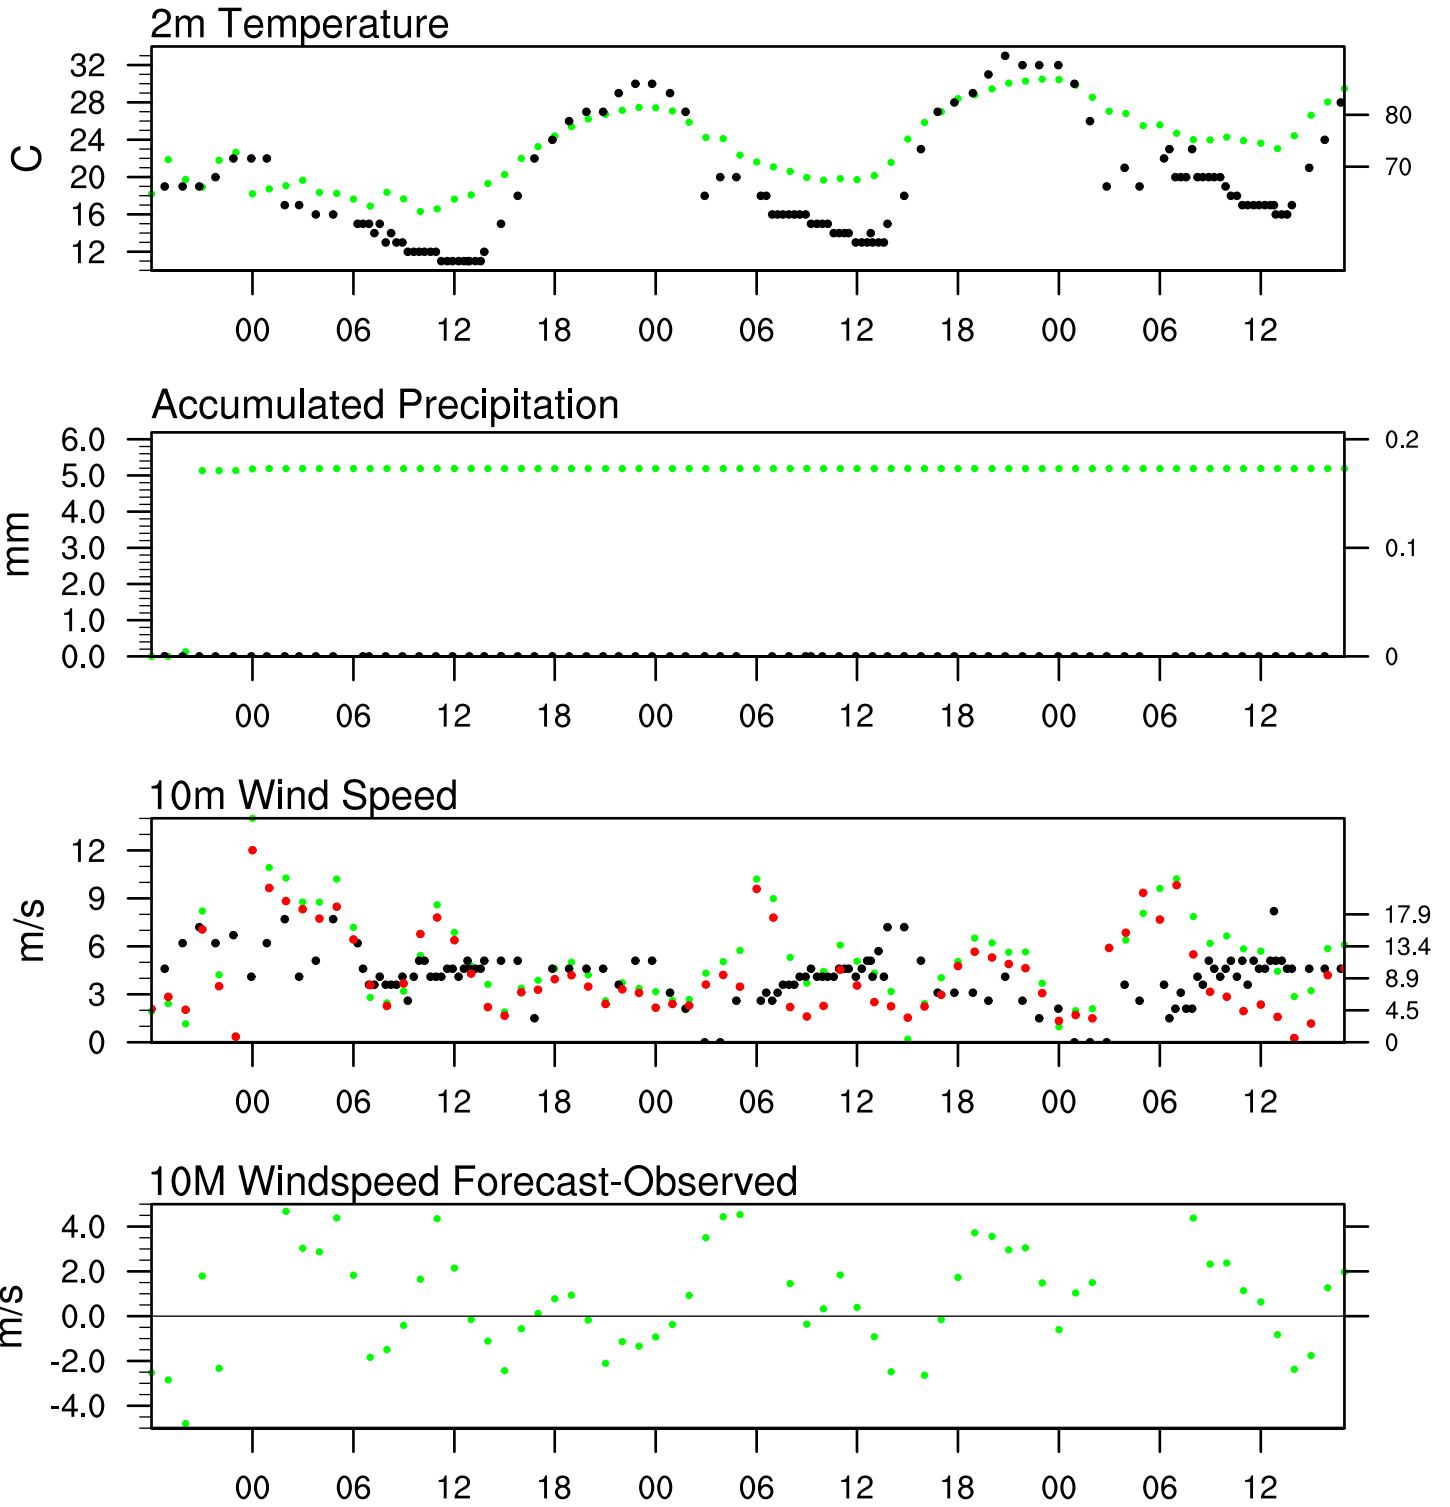 2m Temperature
32
28
24
20
16
12
C
80
70
00 06 12 18 00 06 12 18 00 06 12
Accumulated Precipitation
6.0
5.0
4.0
3.0
2.0
1.0
0.0
mm
0.2
0.1
0
00 06 12 18 00 06 12 18 00 06 12
10m Wind Speed
12
9
6
3
0
m/s
17.9
13.4
8.9
4.5
0
00 06 12 18 00 06 12 18 00 06 12
10M Windspeed Forecast-Observed
4.0
2.0
0.0
-2.0
-4.0
m/s
00 06 12 18 00 06 12 18 00 06 12